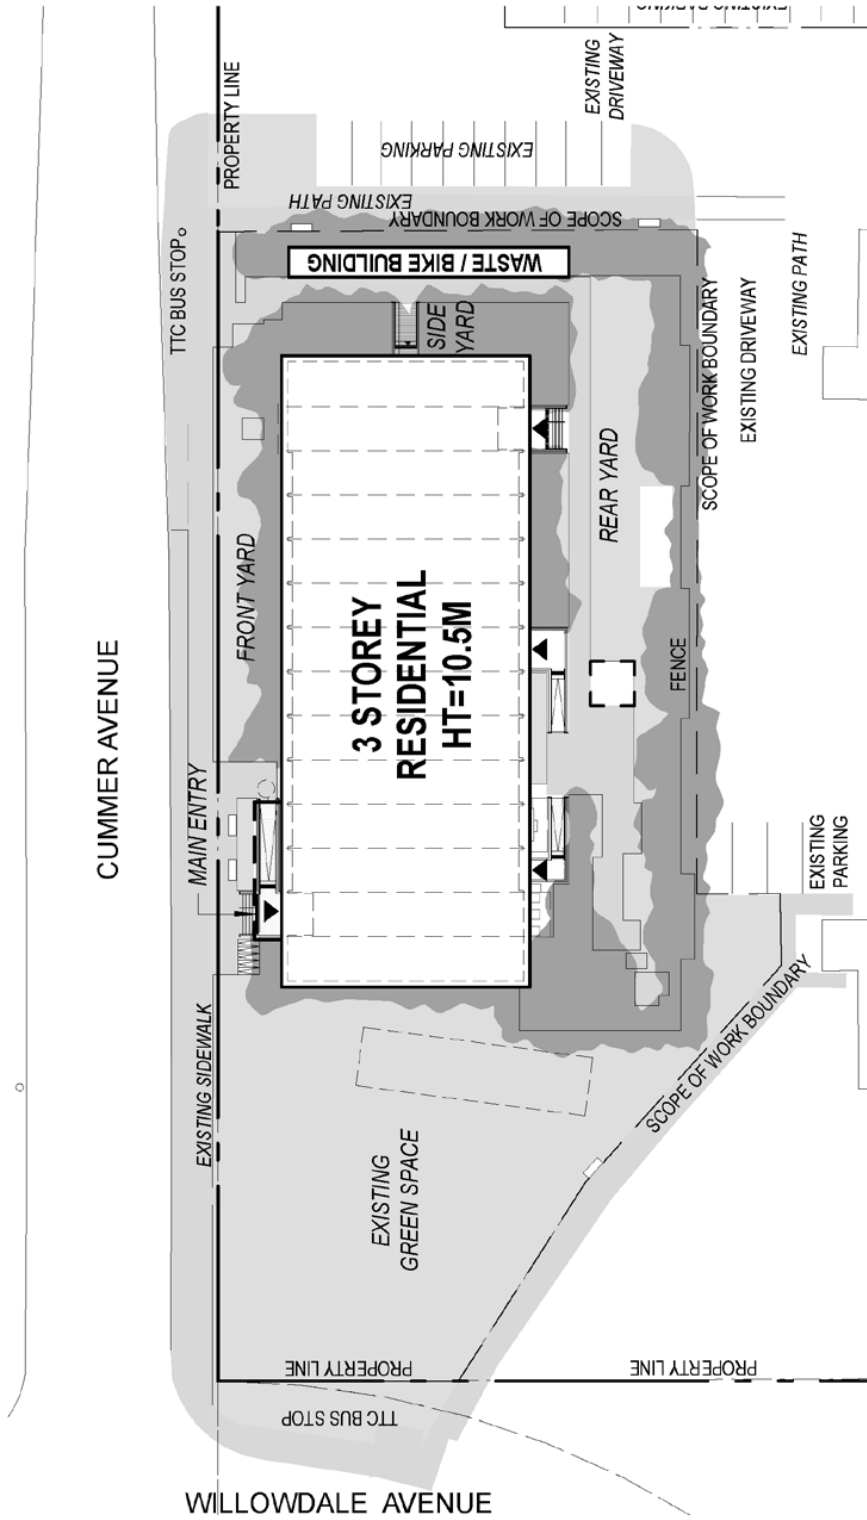 EXISTING PARKING
EXISTING
DRIVEWAY
PROPERTY LINE
EXISTING PARKING
EXISTING PATH
SCOPE OF WORK BOUNDARY
TTC BUS STOP
WASTE / BIKE BUILDING
SIDE
YARD
SCOPE OF WORK BOUNDARY
EXISTING DRIVEWAY
EXISTING PATH
REAR YARD
FRONT YARD
3 STOREY
RESIDENTIAL
HT=10.5M
FENCE
CUMMER AVENUE
MAIN ENTRY
EXISTING
PARKING
SCOPE OF WORK BOUNDARY
EXISTING SIDEWALK
EXISTING
GREEN SPACE
PROPERTY LINE
PROPERTY LINE
TTC BUS STOP
WILLOWDALE AVENUE